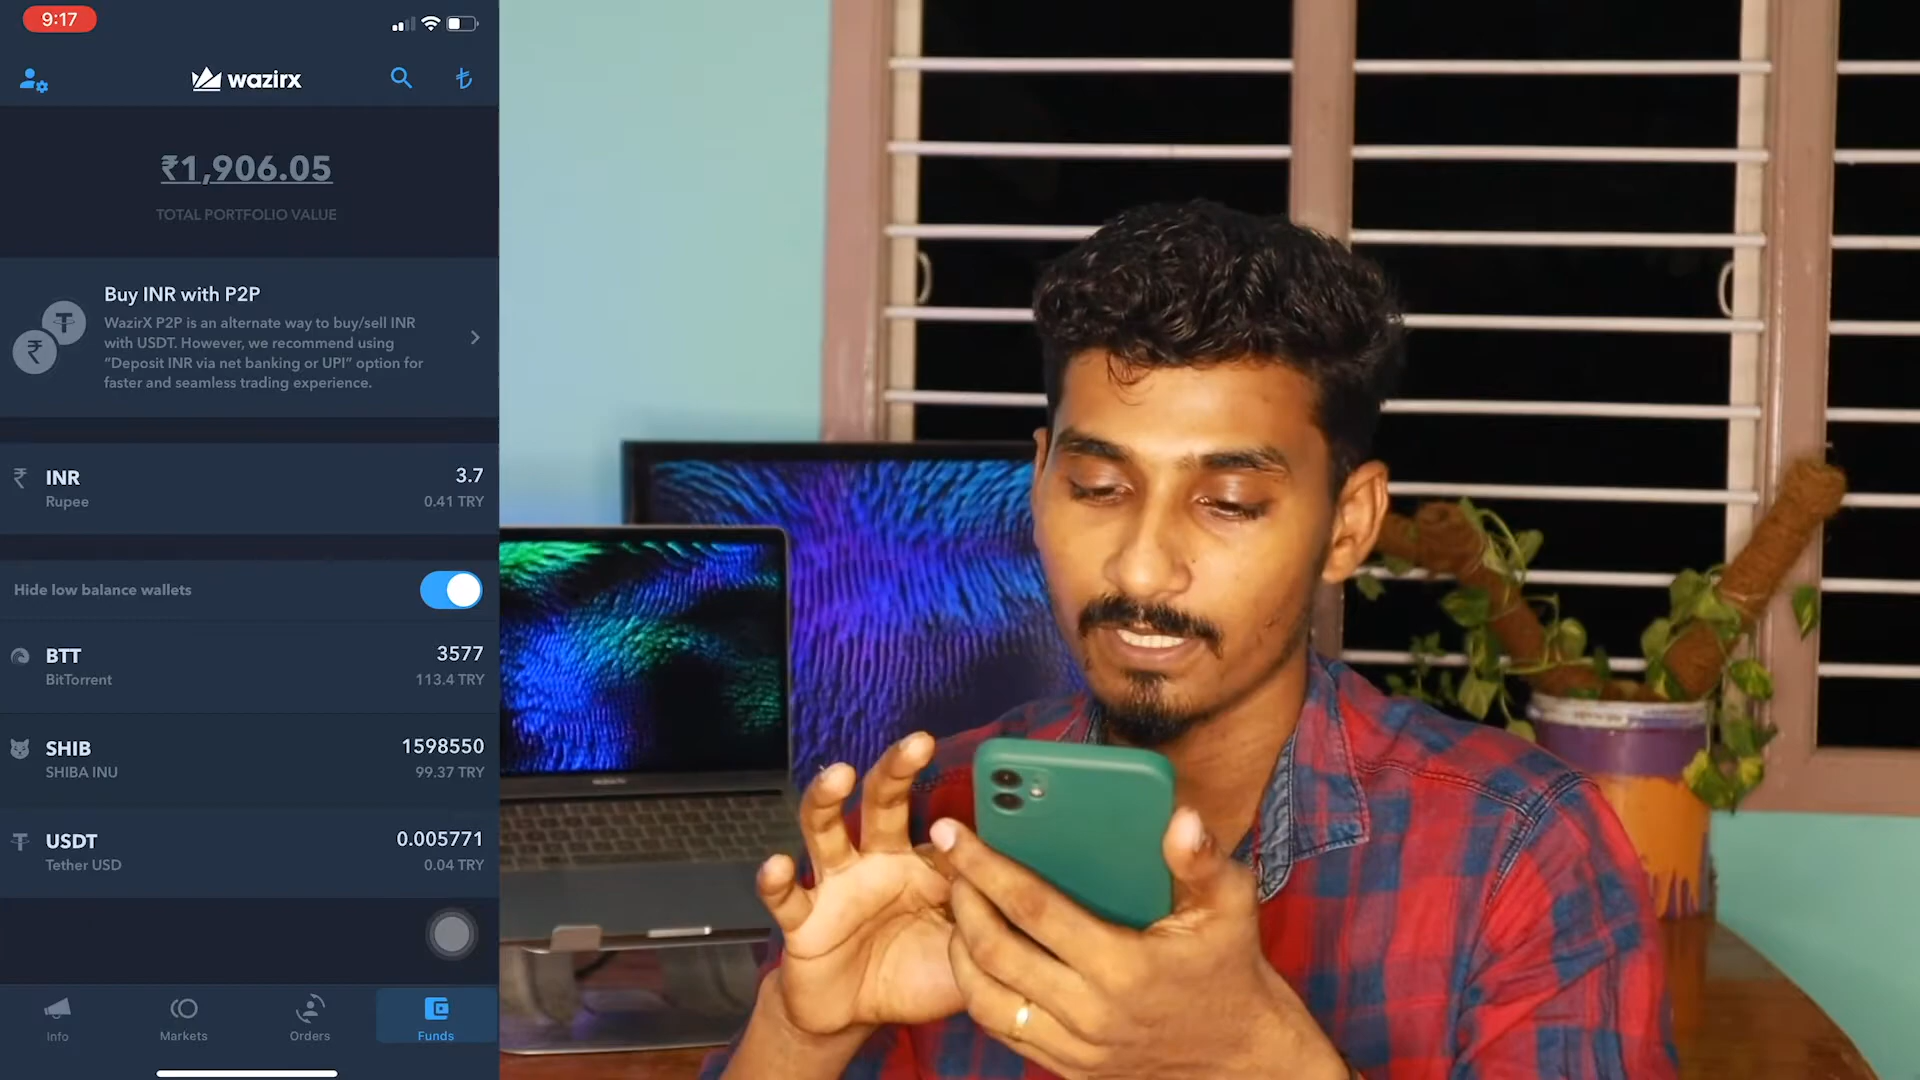 9:17
wazirx
₹1,906.05
TOTAL PORTFOLIO VALUE
Buy INR with P2P
WazirX P2P is an alternate way to buy/sell INR
with USDT. However, we recommend using
“Deposit INR via net banking or UPI” option for
faster and seamless trading experience.
INR 3.7
Rupee 0.41 TRY
Hide low balance wallets
BTT 3577
BitTorrent 113.4 TRY
SHIB 1598550
SHIBA INU 99.37 TRY
USDT 0.005771
Tether USD 0.04 TRY
Info Markets Orders Funds